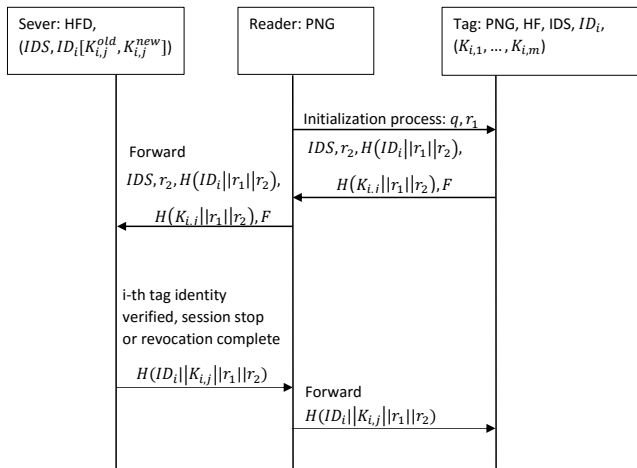 Sever: HFD,
(IDS, ID_i[K_{i,j}^{old}, K_{i,j}^{new}])
Reader: PNG
Tag: PNG, HF, IDS, ID_i,
(K_{i,1}, …, K_{i,m})
Initialization process: q, r_1
IDS, r_2, H(ID_i||r_1||r_2),
H(K_{i.j}||r_1||r_2), F
Forward
IDS, r_2, H(ID_i||r_1||r_2),
H(K_{i.j}||r_1||r_2), F
i-th tag identity
verified, session stop
or revocation complete
H(ID_i||K_{i,j}||r_1||r_2)
Forward
H(ID_i||K_{i,j}||r_1||r_2)